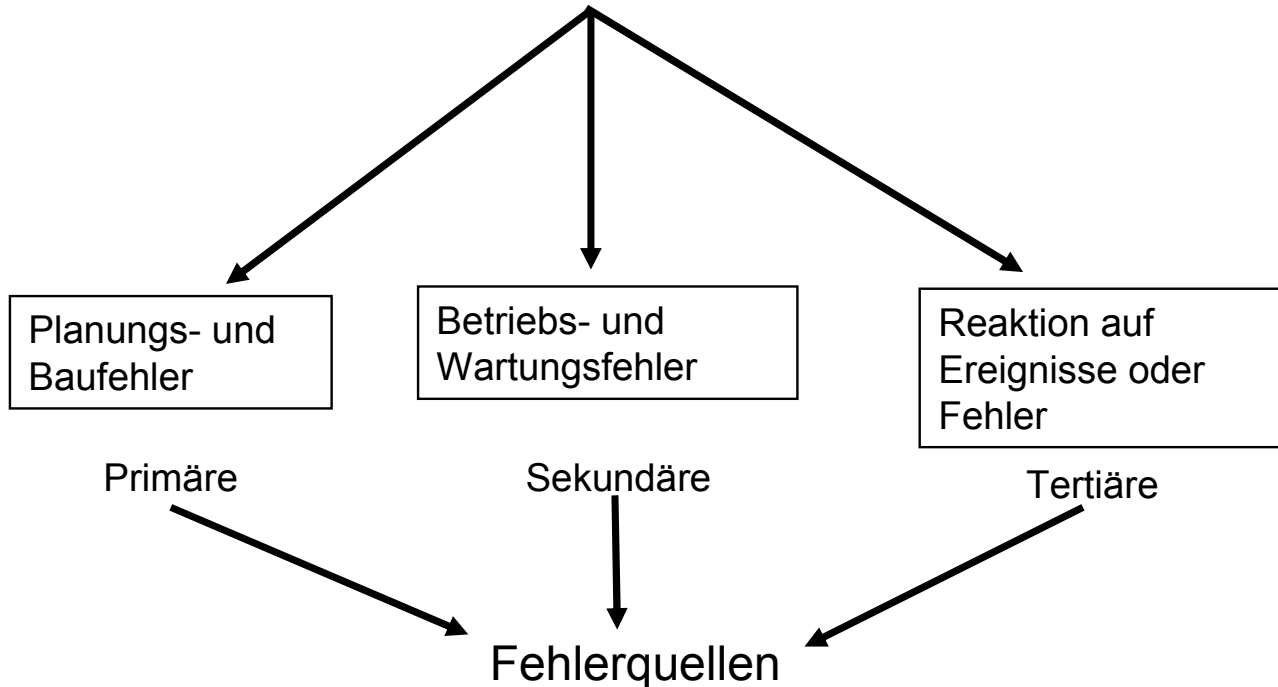 Planungs- und
Baufehler
Betriebs- und
Wartungsfehler
Reaktion auf
Ereignisse oder
Fehler
Primäre
Sekundäre
Tertiäre
Fehlerquellen